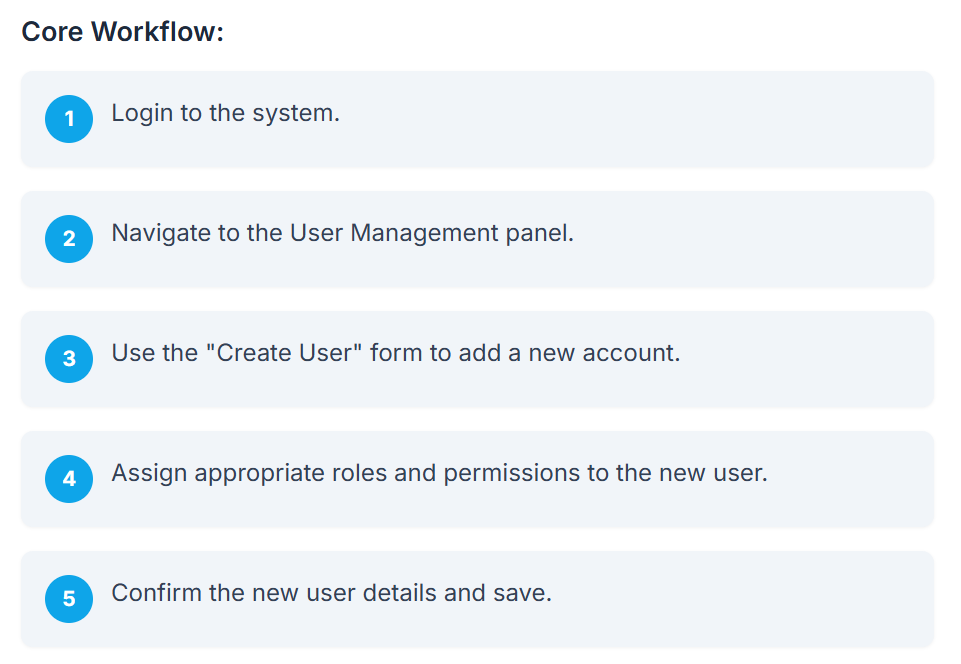 Core Workflow:
1 Login to the system.
2 Navigate to the User Management panel.
3 Use the "Create User" form to add a new account.
4 Assign appropriate roles and permissions to the new user.
5 Confirm the new user details and save.